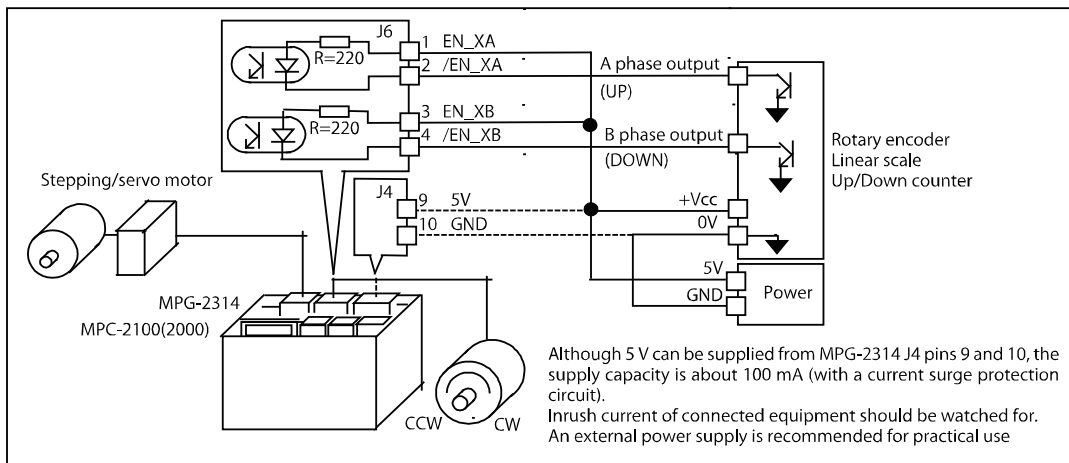 J6
1 EN_XA
R=220
2 /EN_XA
A phase output
(UP)
3 EN_XB
R=220
4 /EN_XB
B phase output
(DOWN)
Rotary encoder
Linear scale
Up/Down counter
Stepping/servo motor
J4
9 5V
+Vcc
10 GND
0V
5V
GND
Power
MPG-2314
MPC-2100(2000)
CCW
CW
Although 5 V can be supplied from MPG-2314 J4 pins 9 and 10, the
supply capacity is about 100 mA (with a current surge protection
circuit).
Inrush current of connected equipment should be watched for.
An external power supply is recommended for practical use